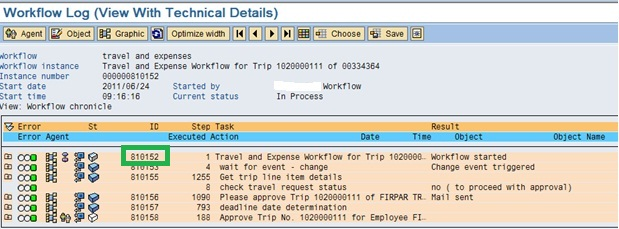 Workflow Log (View With Technical Details)
Agent Object Graphic Optimize width Choose Save
Workflow travel and expenses
Workflow instance Travel and Expense Workflow for Trip 1020000111 of 00334364
Instance number 000000810152
Start date 2011/06/24 Started by Workflow
Start time 09:16:16 Current status In Process
View: Workflow chronicle
Error St ID Step Task Result
Error Agent Executed Action Date Time Object Object Name
810152 1 Travel and Expense Workflow for Trip 1020000… Workflow started
810153 4 wait for event - change Change event triggered
810155 1255 Get trip line item details
8 check travel request status no ( to proceed with approval)
810156 1090 Please approve Trip 1020000111 of FIRPAR TR… Mail sent
810157 793 deadline date determination
810158 188 Approve Trip No. 1020000111 for Employee FI…